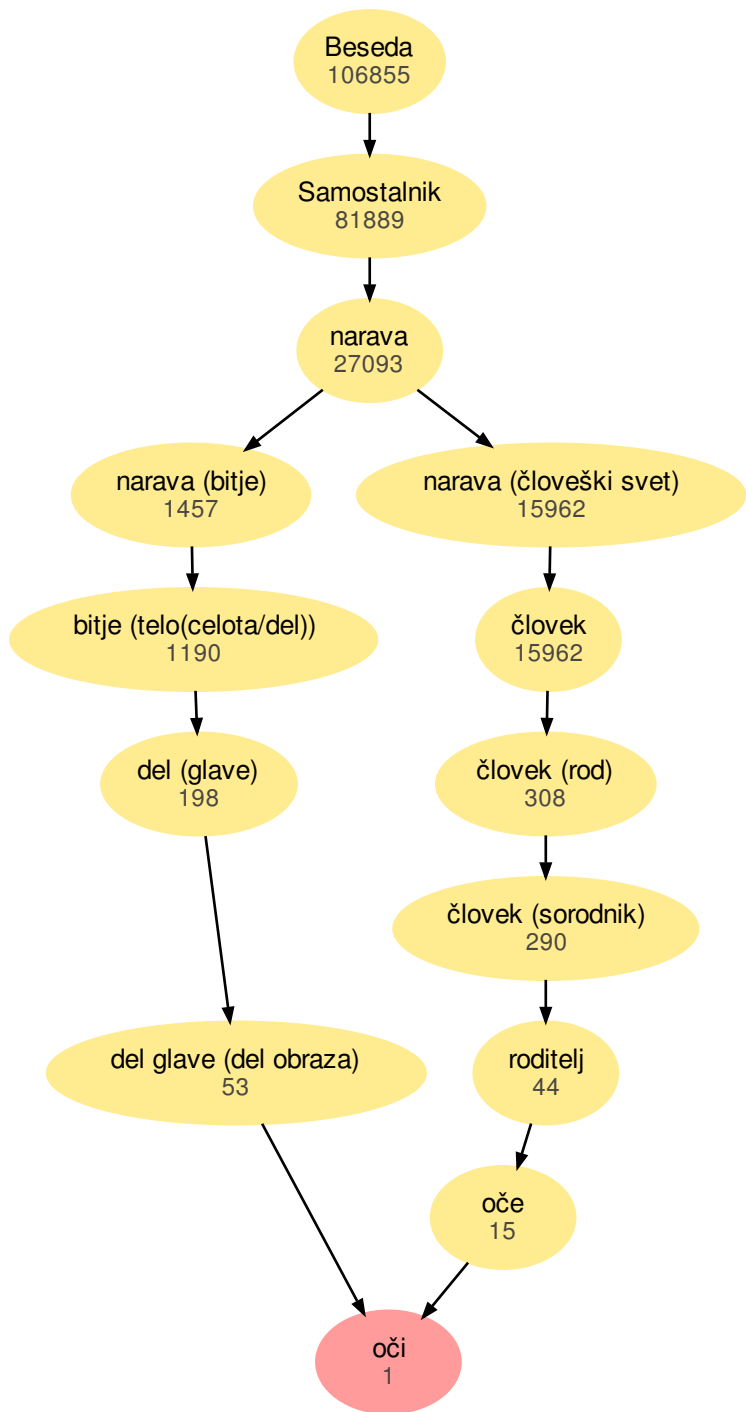 Beseda
106855
Samostalnik
81889
narava
27093
narava (bitje)
1457
narava (človeški svet)
15962
bitje (telo(celota/del))
1190
človek
15962
del (glave)
198
človek (rod)
308
človek (sorodnik)
290
del glave (del obraza)
53
roditelj
44
oče
15
oči
1